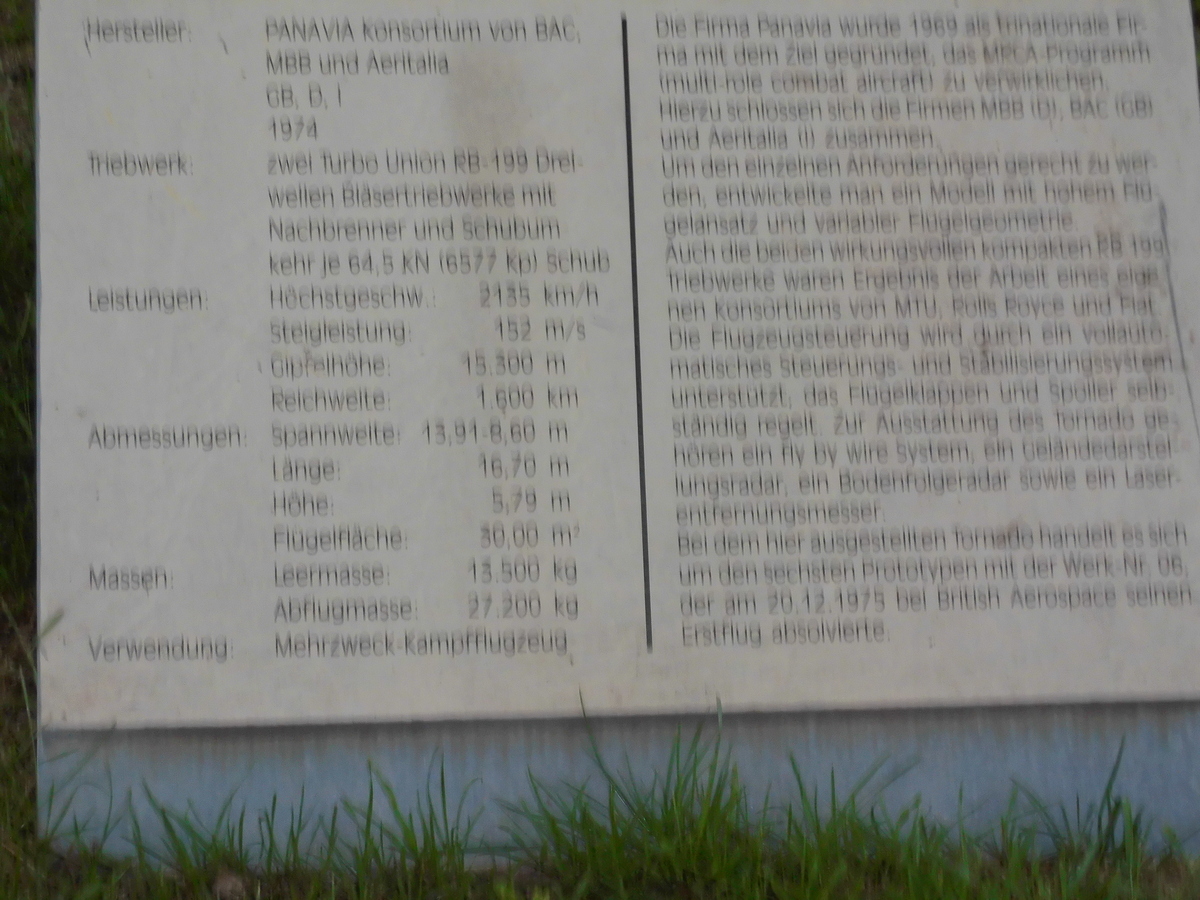 Hersteller: PANAVIA Konsortium von BAC,
MBB und Aeritalia
GB, D, I
1974
Triebwerk: zwei Turbo Union RB-199 Drei-
wellen Bläsertriebwerke mit
Nachbrenner und Schubum
kehr je 64,5 KN (6577 Kp) Schub
Leistungen: Höchstgeschw.: 2135 km/h
Steigleistung: 152 m/s
Gipfelhöhe: 15.300 m
Reichweite: 1.600 km
Abmessungen: Spannweite: 13,91-8,60 m
Länge: 16,70 m
Höhe: 5,79 m
Flügelfläche: 30,00 m²
Massen: Leermasse: 13.500 kg
Abflugmasse: 27.200 kg
Verwendung: Mehrzweck-Kampfflugzeug
Die Firma Panavia wurde 1969 als trinationale Fir-
ma mit dem Ziel gegründet, das MRCA-Programm
(multi-role combat aircraft) zu verwirklichen.
Hierzu schlossen sich die Firmen MBB (D), BAC (GB)
und Aeritalia (I) zusammen.
Um den einzelnen Anforderungen gerecht zu wer-
den, entwickelte man ein Modell mit hohem Flü-
gelansatz und variabler Flügelgeometrie.
Auch die beiden wirkungsvollen kompakten RB 199
Triebwerke waren Ergebnis der Arbeit eines eige-
nen Konsortiums von MTU, Rolls Royce und Fiat.
Die Flugzeugsteuerung wird durch ein vollauto-
matisches Steuerungs- und Stabilisierungssystem
unterstützt, das Flügelklappen und Spoiler selb-
ständig regelt. Zur Ausstattung des Tornado ge-
hören ein fly by wire System, ein Geländedarstel-
lungsradar, ein Bodenfolgeradar sowie ein Laser-
entfernungsmesser.
Bei dem hier ausgestellten Tornado handelt es sich
um den sechsten Prototypen mit der Werk-Nr. 06,
der am 20.12.1975 bei British Aerospace seinen
Erstflug absolvierte.